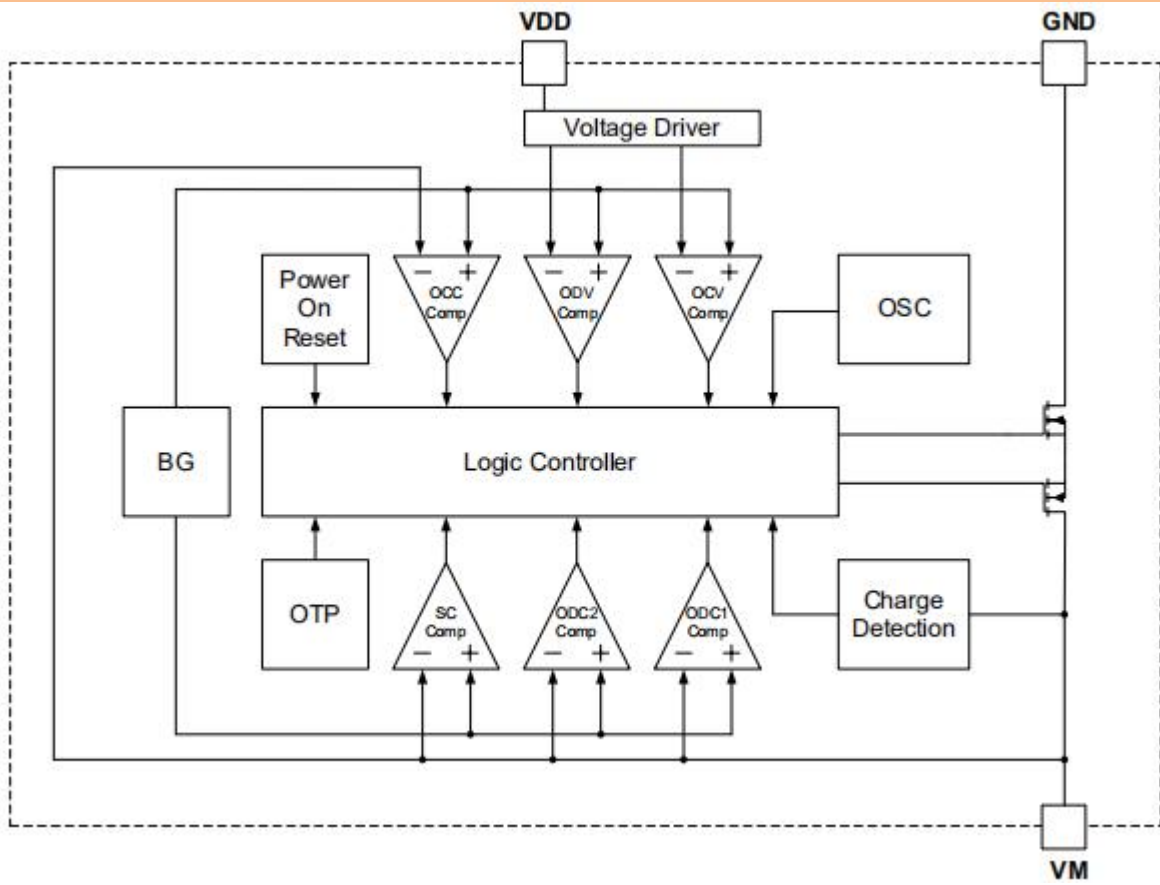 VDD
GND
Voltage Driver
− +
OCC
Comp
− +
ODV
Comp
− +
OCV
Comp
Power
On
Reset
OSC
BG
Logic Controller
OTP
SC
Comp
− +
ODC2
Comp
− +
ODC1
Comp
− +
Charge
Detection
VM